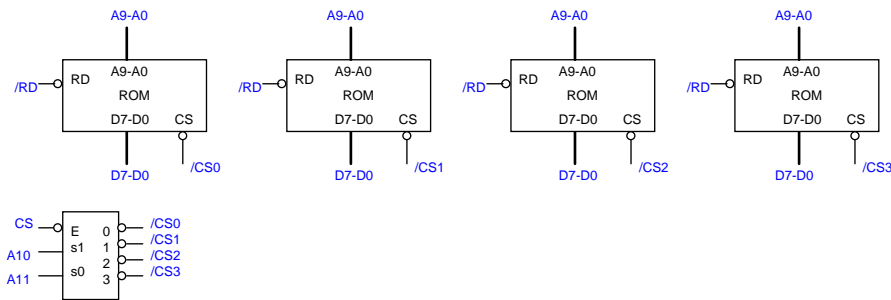 A9-A0 A9-A0 A9-A0 A9-A0
A9-A0 A9-A0 A9-A0 A9-A0
/RD RD /RD RD /RD RD /RD RD
ROM ROM ROM ROM
D7-D0 CS D7-D0 CS D7-D0 CS D7-D0 CS
D7-D0 /CS0 D7-D0 /CS1 D7-D0 /CS2 D7-D0 /CS3
CS E 0 /CS0
1 /CS1
A10 s1 2 /CS2
A11 s0 3 /CS3